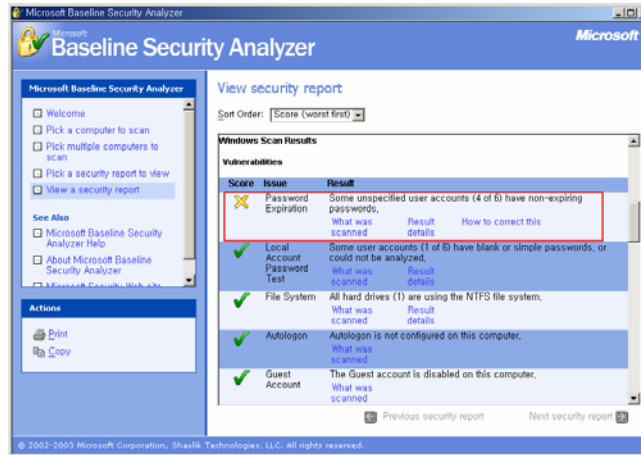 Microsoft Baseline Security Analyzer
Microsoft
Baseline Security Analyzer
Microsoft
Microsoft Baseline Security Analyzer
Welcome
Pick a computer to scan
Pick multiple computers to
scan
Pick a security report to view
View a security report
See Also
Microsoft Baseline Security
Analyzer Help
About Microsoft Baseline
Security Analyzer
Microsoft Security Web site
Actions
Print
Copy
View security report
Sort Order: Score (worst first)
Windows Scan Results
Vulnerabilities
Score Issue Result
Password Expiration Some unspecified user accounts (4 of 6) have non-expiring passwords,
What was scanned Result details How to correct this
Local Account Password Test Some user accounts (1 of 6) have blank or simple passwords, or could not be analyzed,
What was scanned Result details
File System All hard drives (1) are using the NTFS file system,
What was scanned Result details
Autologon Autologon is not configured on this computer,
What was scanned
Guest Account The Guest account is disabled on this computer,
What was scanned
Previous security report Next security report
© 2002-2003 Microsoft Corporation, Shavlik Technologies, LLC. All rights reserved.